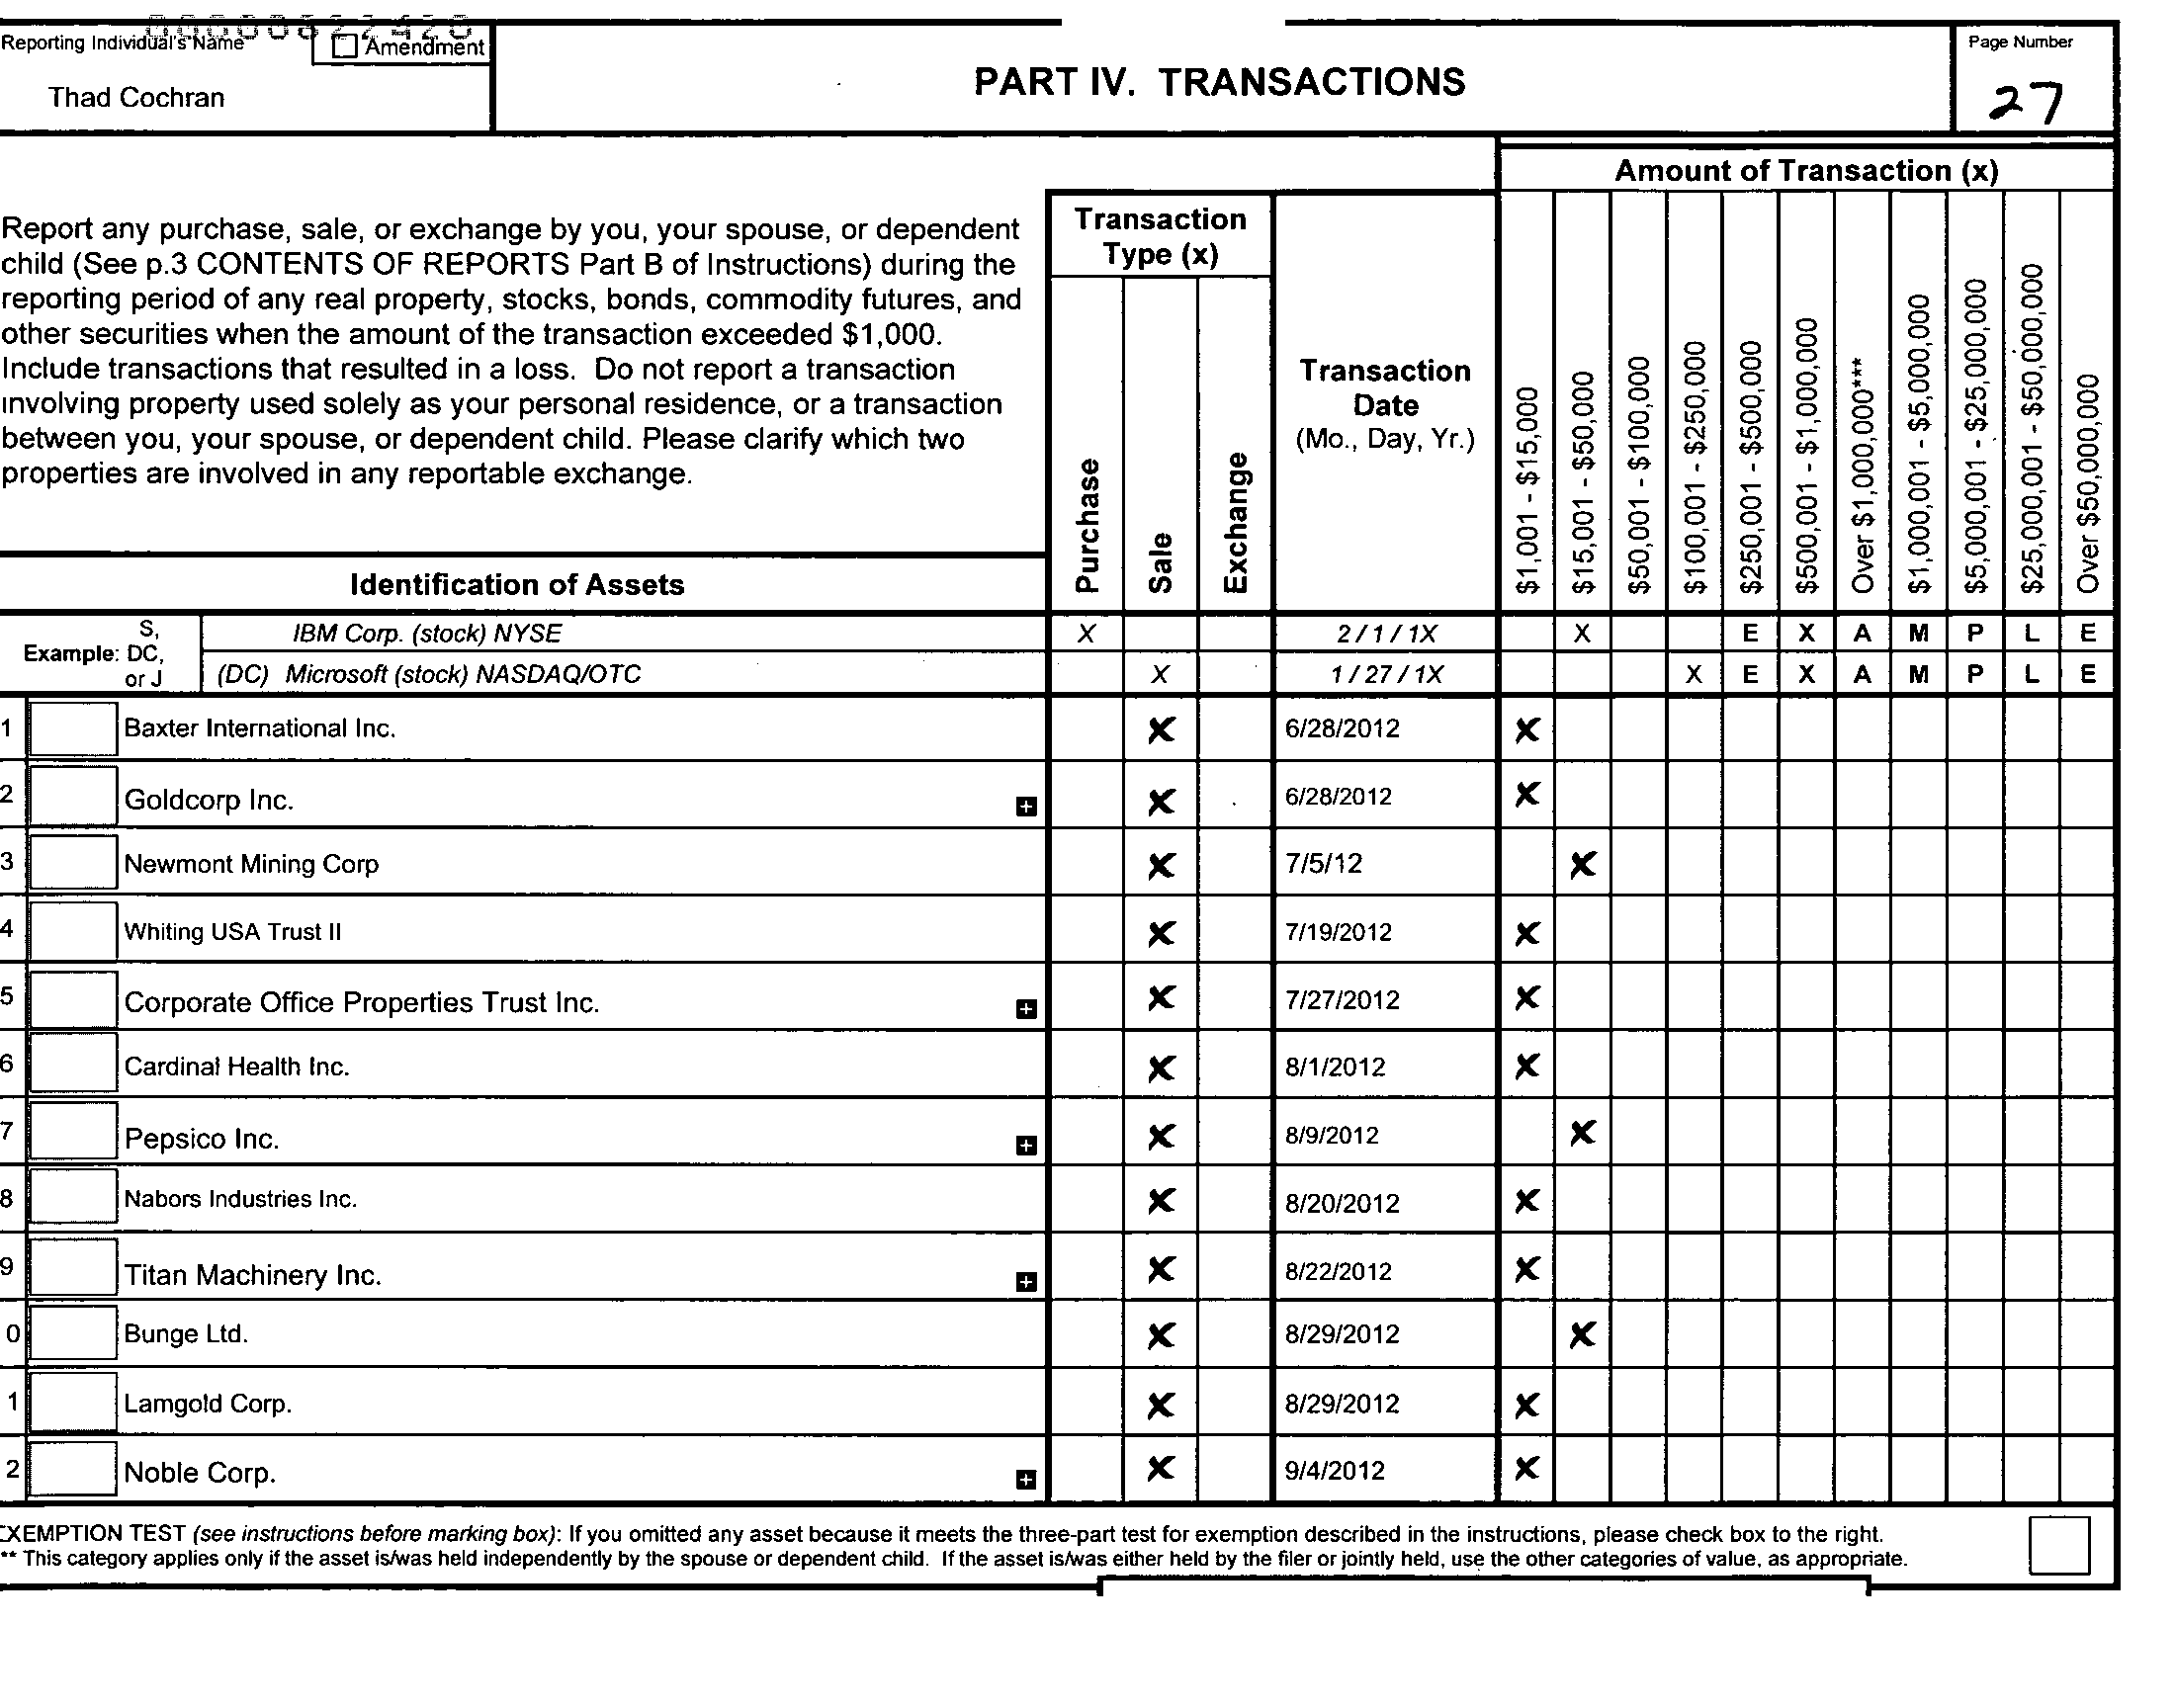 Reporting Individual's Name
Amendment
Thad Cochran
PART IV. TRANSACTIONS
Page Number
27
Report any purchase, sale, or exchange by you, your spouse, or dependent
child (See p.3 CONTENTS OF REPORTS Part B of Instructions) during the
reporting period of any real property, stocks, bonds, commodity futures, and
other securities when the amount of the transaction exceeded $1,000.
Include transactions that resulted in a loss. Do not report a transaction
involving property used solely as your personal residence, or a transaction
between you, your spouse, or dependent child. Please clarify which two
properties are involved in any reportable exchange.
Identification of Assets
Transaction
Type (x)
Purchase
Sale
Exchange
Transaction
Date
(Mo., Day, Yr.)
Amount of Transaction (x)
$1,001 - $15,000
$15,001 - $50,000
$50,001 - $100,000
$100,001 - $250,000
$250,001 - $500,000
$500,001 - $1,000,000
Over $1,000,000***
$1,000,001 - $5,000,000
$5,000,001 - $25,000,000
$25,000,001 - $50,000,000
Over $50,000,000
Example: S, DC, or J
IBM Corp. (stock) NYSE X 2 / 1 / 1X X E X A M P L E
(DC) Microsoft (stock) NASDAQ/OTC X 1 / 27 / 1X X E X A M P L E
1 Baxter International Inc. X 6/28/2012 X
2 Goldcorp Inc. + X 6/28/2012 X
3 Newmont Mining Corp X 7/5/12 X
4 Whiting USA Trust II X 7/19/2012 X
5 Corporate Office Properties Trust Inc. + X 7/27/2012 X
6 Cardinal Health Inc. X 8/1/2012 X
7 Pepsico Inc. + X 8/9/2012 X
8 Nabors Industries Inc. X 8/20/2012 X
9 Titan Machinery Inc. + X 8/22/2012 X
0 Bunge Ltd. X 8/29/2012 X
1 Lamgold Corp. X 8/29/2012 X
2 Noble Corp. + X 9/4/2012 X
EXEMPTION TEST (see instructions before marking box): If you omitted any asset because it meets the three-part test for exemption described in the instructions, please check box to the right.
** This category applies only if the asset is/was held independently by the spouse or dependent child. If the asset is/was either held by the filer or jointly held, use the other categories of value, as appropriate.